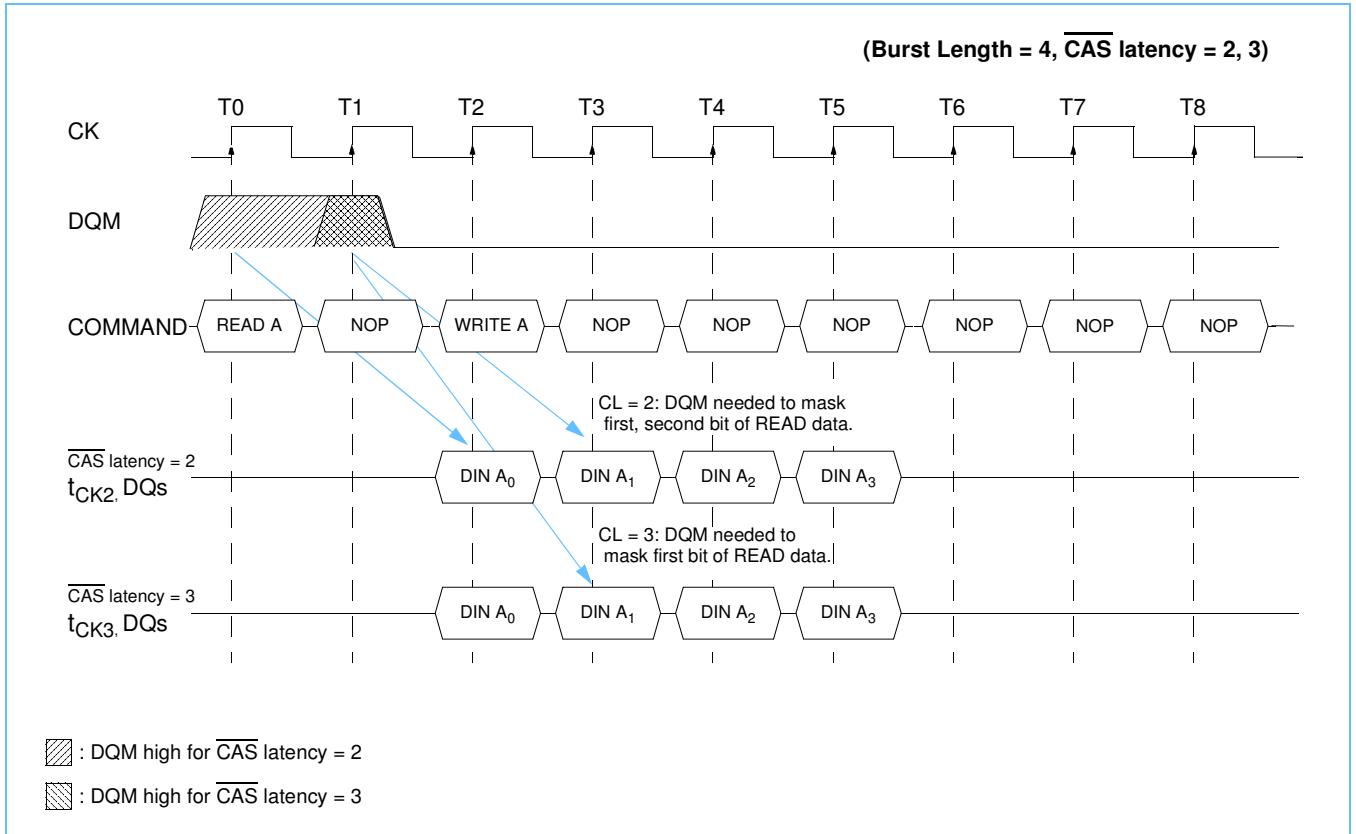 (Burst Length = 4, CAS latency = 2, 3)
T0 T1 T2 T3 T4 T5 T6 T7 T8
CK
DQM
COMMAND READ A NOP WRITE A NOP NOP NOP NOP NOP NOP
CL = 2: DQM needed to mask
first, second bit of READ data.
CAS latency = 2
tCK2, DQs DIN A0 DIN A1 DIN A2 DIN A3
CL = 3: DQM needed to
mask first bit of READ data.
CAS latency = 3
tCK3, DQs DIN A0 DIN A1 DIN A2 DIN A3
: DQM high for CAS latency = 2
: DQM high for CAS latency = 3